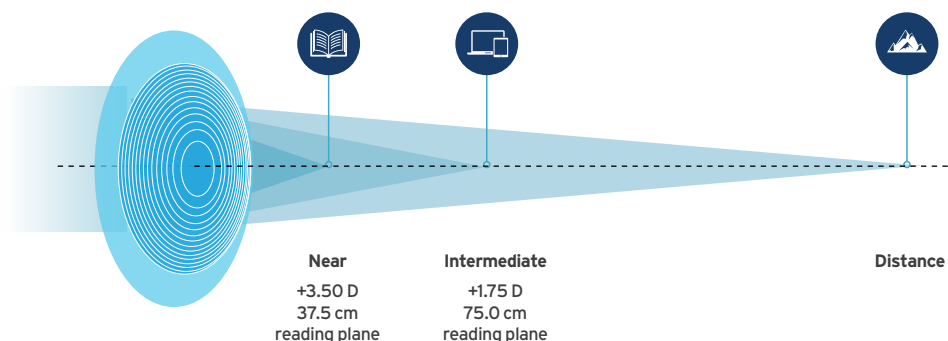 Near
+3.50 D
37.5 cm
reading plane
Intermediate
+1.75 D
75.0 cm
reading plane
Distance